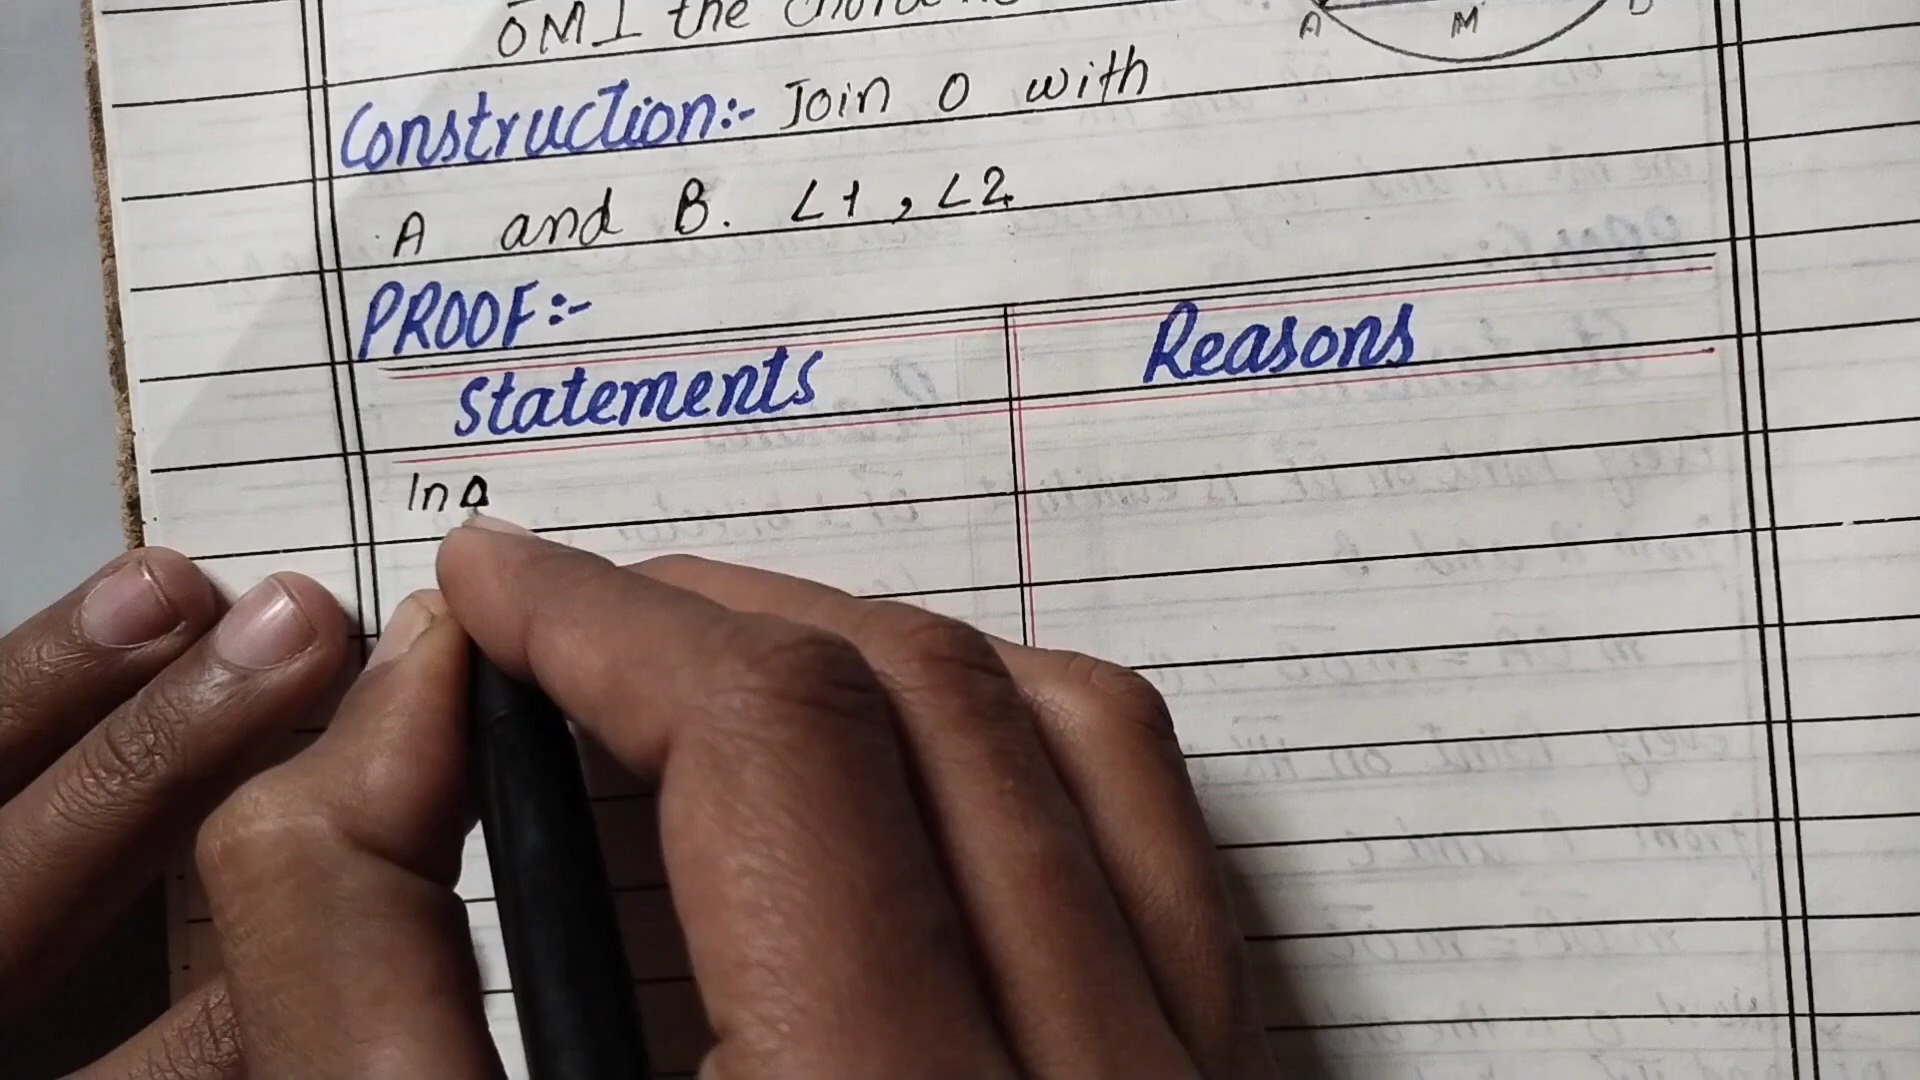 OM⊥ the
A M
Construction:- Join O with
A and B. ∠1, ∠2
PROOF:-
Statements Reasons
In Δ